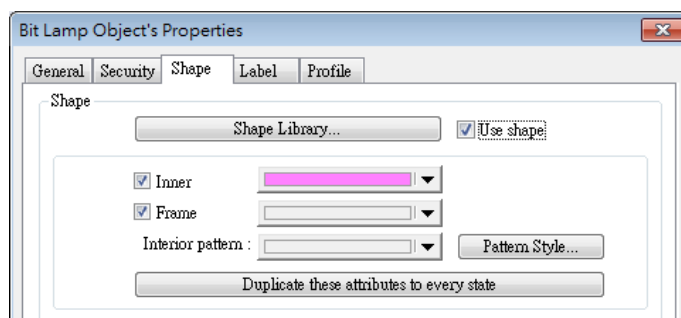 Bit Lamp Object's Properties
General Security Shape Label Profile
Shape
Shape Library... Use shape
Inner
Frame
Interior pattern : Pattern Style...
Duplicate these attributes to every state